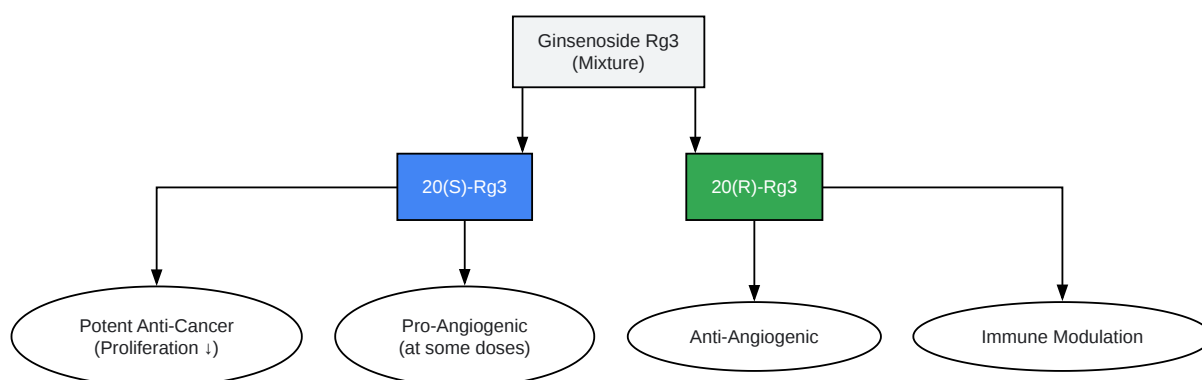 Ginsenoside Rg3
(Mixture)
20(S)-Rg3
20(R)-Rg3
Potent Anti-Cancer
(Proliferation ↓)
Pro-Angiogenic
(at some doses)
Anti-Angiogenic
Immune Modulation